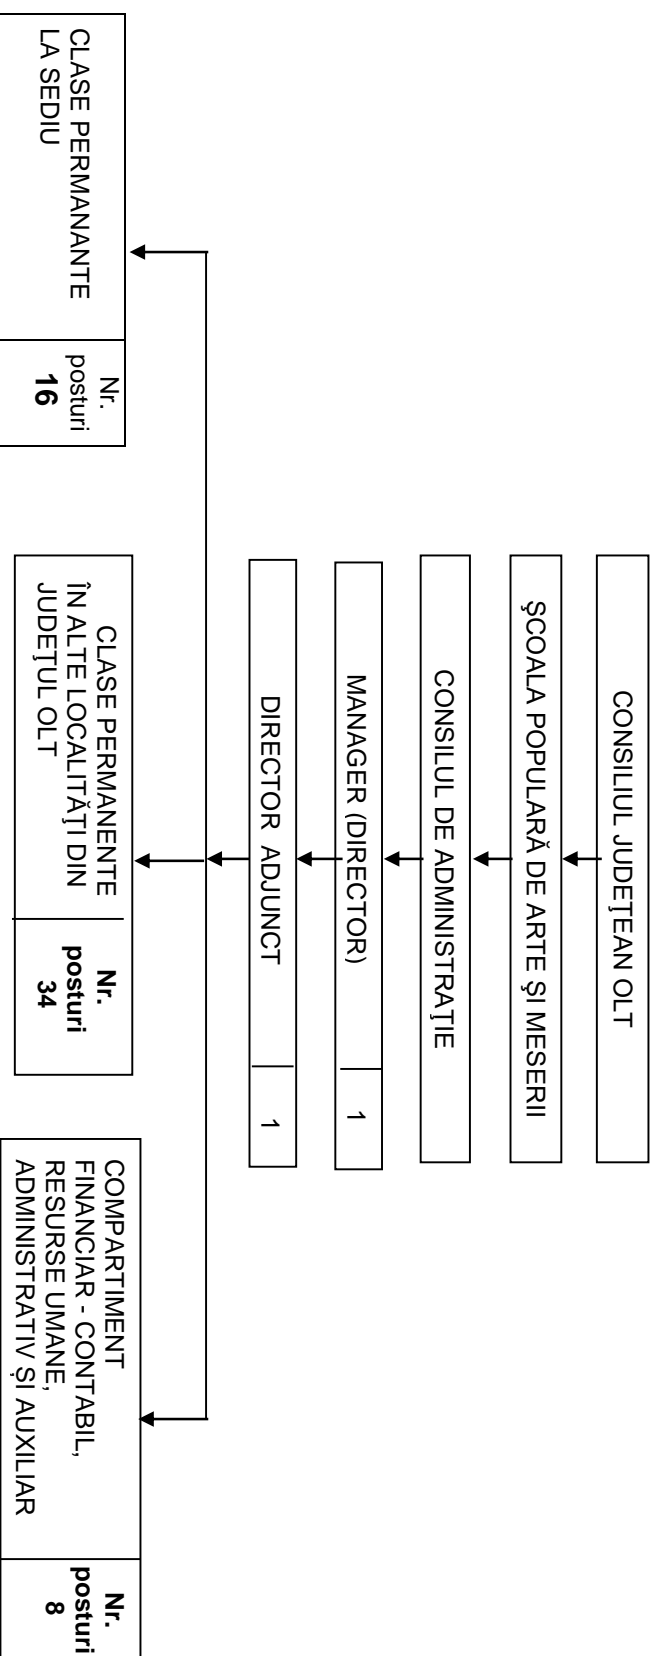 CONSILIUL JUDEŢEAN OLT
ŞCOALA POPULARĂ DE ARTE ŞI MESERII
CONSILUL DE ADMINISTRAŢIE
MANAGER (DIRECTOR)
1
DIRECTOR ADJUNCT
1
CLASE PERMANANTE
LA SEDIU
Nr.
posturi
16
CLASE PERMANENTE
ÎN ALTE LOCALITĂŢI DIN
JUDEŢUL OLT
Nr.
posturi
34
COMPARTIMENT
FINANCIAR - CONTABIL,
RESURSE UMANE,
ADMINISTRATIV ŞI AUXILIAR
Nr.
posturi
8